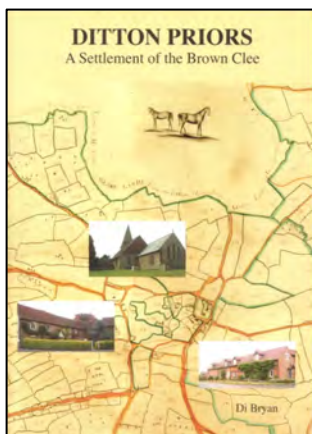 DITTON PRIORS
A Settlement of the Brown Clee
Di Bryan